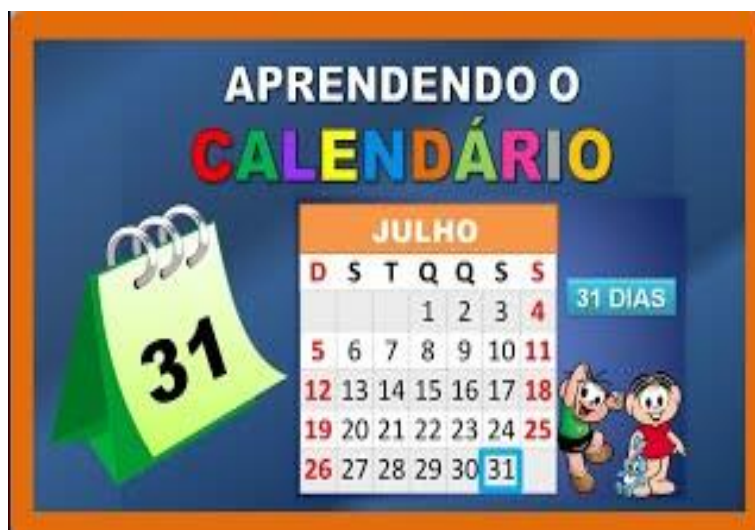 APRENDENDO O
CALENDÁRIO
31
JULHO
D S T Q Q S S
1 2 3 4
5 6 7 8 9 10 11
12 13 14 15 16 17 18
19 20 21 22 23 24 25
26 27 28 29 30 31
31 DIAS